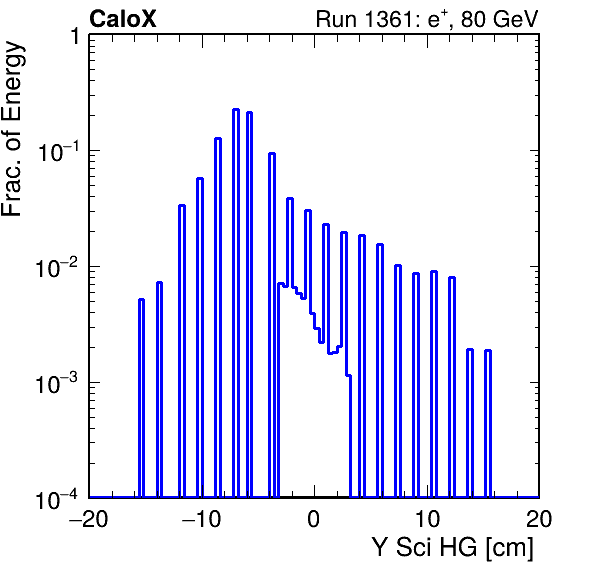 CaloX Run 1361: e⁺, 80 GeV
Frac. of Energy
1
10⁻¹
10⁻²
10⁻³
10⁻⁴
−20 −10 0 10 20
Y Sci HG [cm]